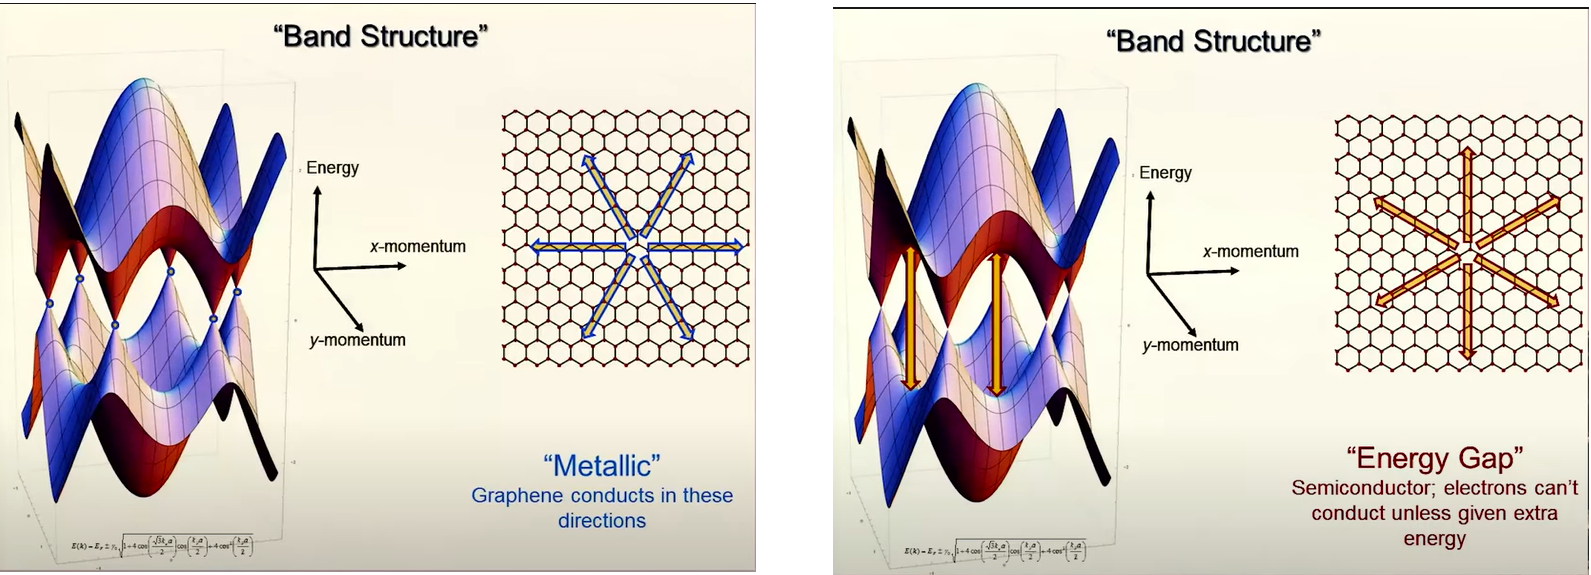 “Band Structure”
Energy
x-momentum
y-momentum
“Metallic”
Graphene conducts in these
directions
“Band Structure”
Energy
x-momentum
y-momentum
“Energy Gap”
Semiconductor; electrons can’t
conduct unless given extra
energy